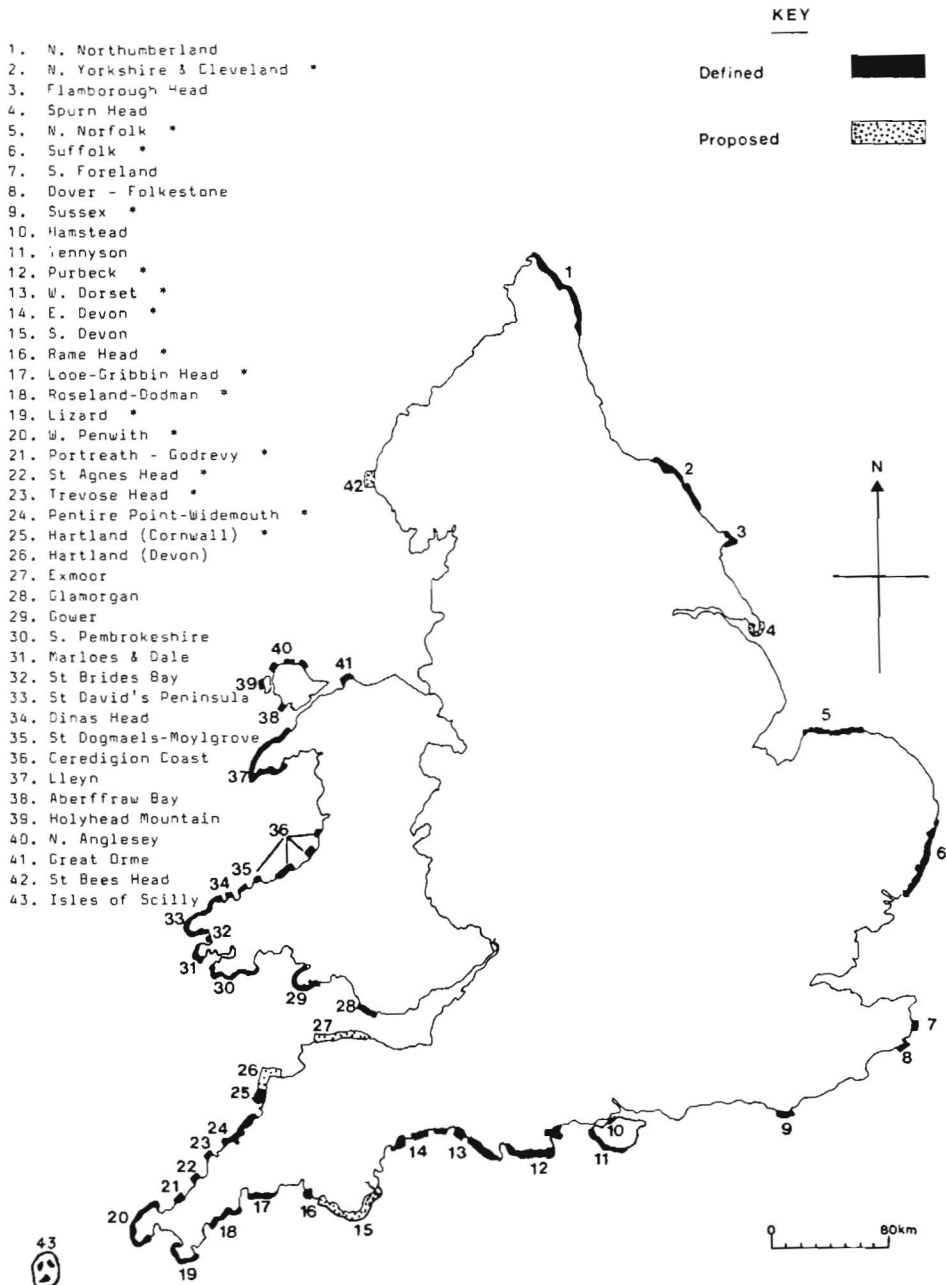 KEY
Defined
Proposed
1. N. Northumberland
2. N. Yorkshire & Cleveland *
3. Flamborough Head
4. Spurn Head
5. N. Norfolk *
6. Suffolk *
7. S. Foreland
8. Dover - Folkestone
9. Sussex *
10. Hamstead
11. Tennyson
12. Purbeck *
13. W. Dorset *
14. E. Devon *
15. S. Devon
16. Rame Head *
17. Looe-Gribbin Head *
18. Roseland-Dodman *
19. Lizard *
20. W. Penwith *
21. Portreath - Godrevy *
22. St Agnes Head *
23. Trevose Head *
24. Pentire Point-Widemouth *
25. Hartland (Cornwall) *
26. Hartland (Devon)
27. Exmoor
28. Glamorgan
29. Gower
30. S. Pembrokeshire
31. Marloes & Dale
32. St Brides Bay
33. St David's Peninsula
34. Dinas Head
35. St Dogmaels-Moylgrove
36. Ceredigion Coast
37. Lleyn
38. Aberffraw Bay
39. Holyhead Mountain
40. N. Anglesey
41. Great Orme
42. St Bees Head
43. Isles of Scilly
1
2
42
3
N
4
40
41
39
38
5
37
36
6
35
34
33
32
31
30
29
28
27
7
8
26
25
24
10
9
23
14
13
12
11
22
21
20
18
17
16
15
19
43
0 80km